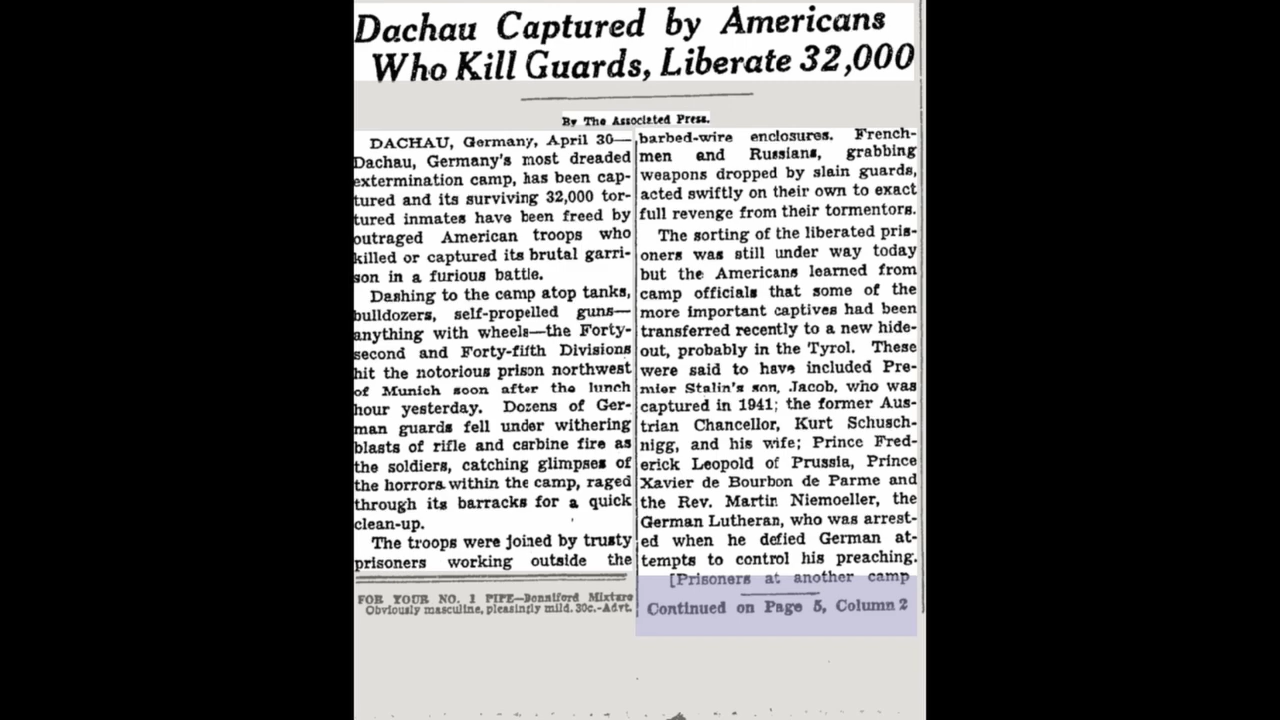 Dachau Captured by Americans
Who Kill Guards, Liberate 32,000
By The Associated Press.
DACHAU, Germany, April 30—
Dachau, Germany's most dreaded
extermination camp, has been cap-
tured and its surviving 32,000 tor-
tured inmates have been freed by
outraged American troops who
killed or captured its brutal garri-
son in a furious battle.
Dashing to the camp atop tanks,
bulldozers, self-propelled guns—
anything with wheels—the Forty-
second and Forty-fifth Divisions
hit the notorious prison northwest
of Munich soon after the lunch
hour yesterday. Dozens of Ger-
man guards fell under withering
blasts of rifle and carbine fire as
the soldiers, catching glimpses of
the horrors within the camp, raged
through its barracks for a quick
clean-up.
The troops were joined by trusty
prisoners working outside the
FOR YOUR NO. 1 PIPE—Bonniford Mixture
Obviously masculine, pleasingly mild. 30c.-Advt.
barbed-wire enclosures. French-
men and Russians, grabbing
weapons dropped by slain guards,
acted swiftly on their own to exact
full revenge from their tormentors.
The sorting of the liberated pris-
oners was still under way today
but the Americans learned from
camp officials that some of the
more important captives had been
transferred recently to a new hide-
out, probably in the Tyrol. These
were said to have included Pre-
mier Stalin's son, Jacob, who was
captured in 1941; the former Aus-
trian Chancellor, Kurt Schusch-
nigg, and his wife; Prince Fred-
erick Leopold of Prussia, Prince
Xavier de Bourbon de Parme and
the Rev. Martin Niemoeller, the
German Lutheran, who was arrest-
ed when he defied German at-
tempts to control his preaching.
[Prisoners at another camp
Continued on Page 5, Column 2